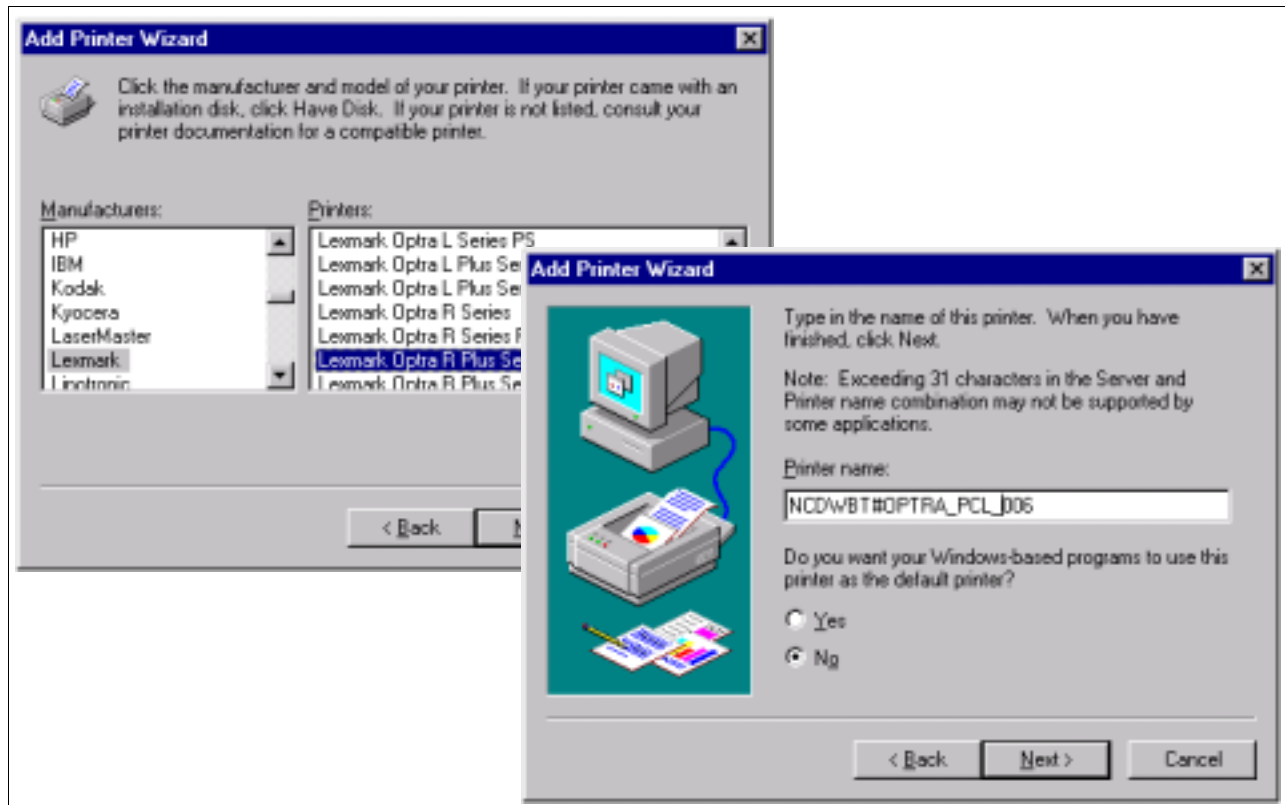 Add Printer Wizard
Click the manufacturer and model of your printer. If your printer came with an
installation disk, click Have Disk. If your printer is not listed, consult your
printer documentation for a compatible printer.
Manufacturers:
HP
IBM
Kodak
Kyocera
LaserMaster
Lexmark
Linotronic
Printers:
Lexmark Optra L Series PS
Lexmark Optra L Plus Se
Lexmark Optra L Plus Se
Lexmark Optra R Series
Lexmark Optra R Series P
Lexmark Optra R Plus Se
Lexmark Optra R Plus Se
< Back
N
Add Printer Wizard
Type in the name of this printer. When you have
finished, click Next.
Note: Exceeding 31 characters in the Server and
Printer name combination may not be supported by
some applications.
Printer name:
NCDWBT#OPTRA_PCL_006
Do you want your Windows-based programs to use this
printer as the default printer?
Yes
No
< Back
Next >
Cancel